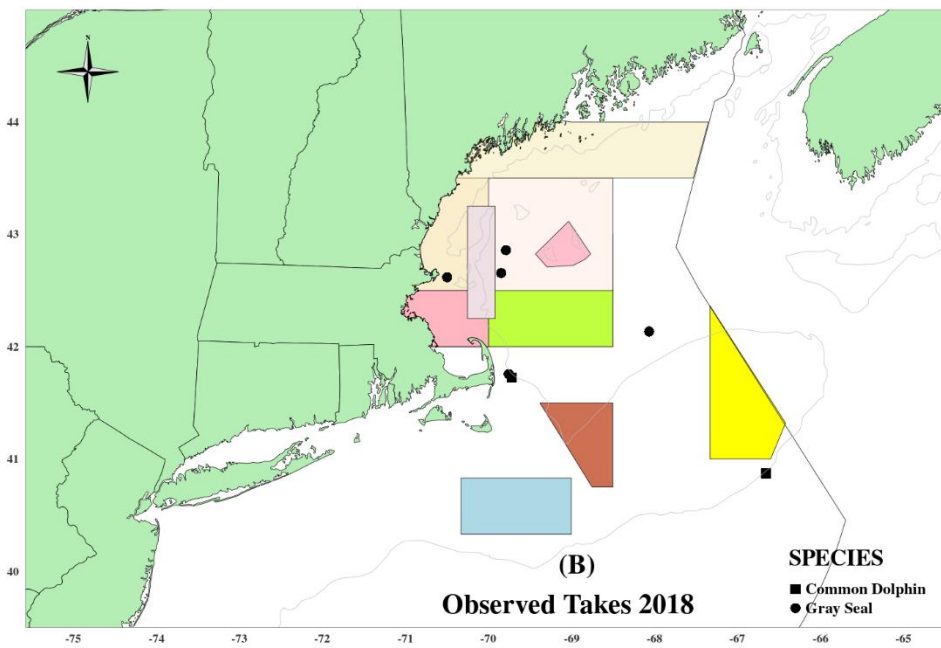 N
44
43
42
41
40
(B)
Observed Takes 2018
SPECIES
Common Dolphin
Gray Seal
-75 -74 -73 -72 -71 -70 -69 -68 -67 -66 -65